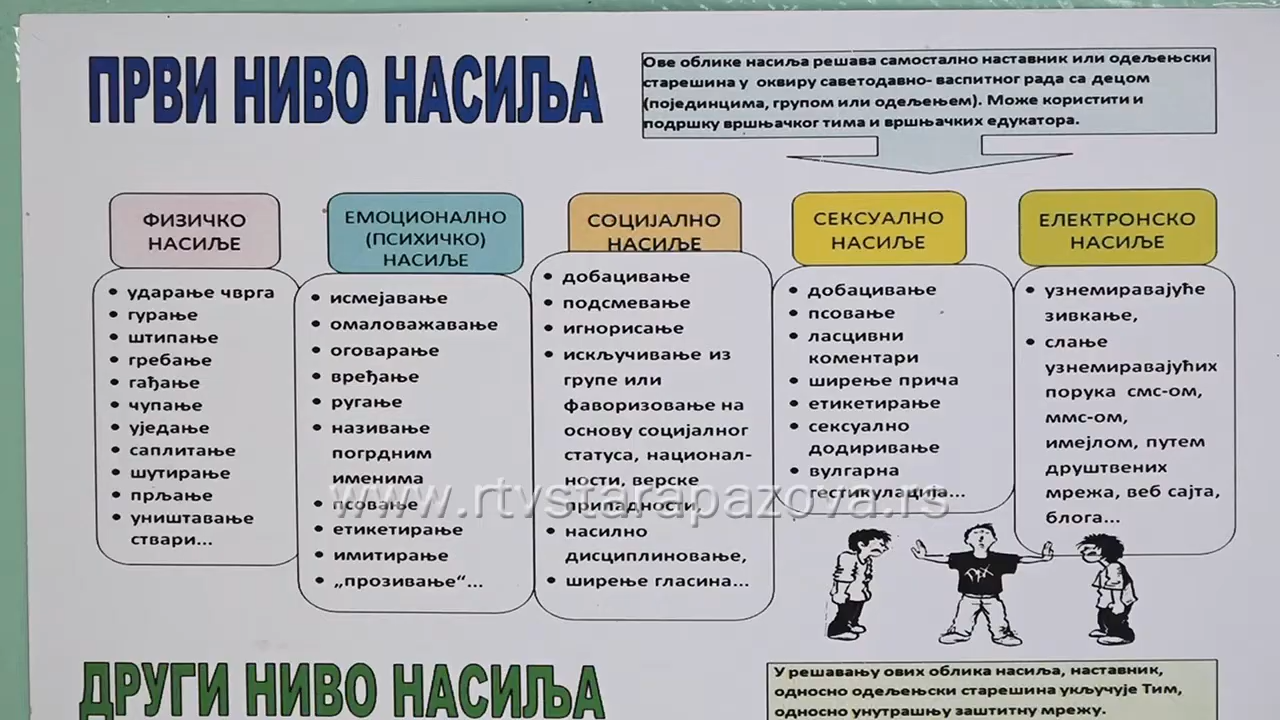 ПРВИ НИВО НАСИЉА
Ове облике насиља решава самостално наставник или одељењски
старешина у оквиру саветодавно- васпитног рада са децом
(појединцима, групом или одељењем). Може користити и
подршку вршњачког тима и вршњачких едукатора.
ФИЗИЧКО
НАСИЉЕ
• ударање чврга
• гурање
• штипање
• гребање
• гађање
• чупање
• уједање
• саплитање
• шутирање
• прљање
• уништавање
ствари...
ЕМОЦИОНАЛНО
(ПСИХИЧКО)
НАСИЉЕ
• исмејавање
• омаловажавање
• оговарање
• вређање
• ругање
• називање
погрдним
именима
• псовање
• етикетирање
• имитирање
• „прозивање“...
СОЦИЈАЛНО
НАСИЉЕ
• добацивање
• подсмевање
• игнорисање
• искључивање из
групе или
фаворизовање на
основу социјалног
статуса, национал-
ности, верске
припадности,
• насилно
дисциплиновање,
• ширење гласина...
СЕКСУАЛНО
НАСИЉЕ
• добацивање
• псовање
• ласцивни
коментари
• ширење прича
• етикетирање
• сексуално
додиривање
• вулгарна
гестикулација...
ЕЛЕКТРОНСКО
НАСИЉЕ
• узнемиравајуће
зивкање,
• слање
узнемиравајућих
порука смс-ом,
ммс-ом,
имејлом, путем
друштвених
мрежа, веб сајта,
блога...
www.rtvstarapazova.rs
ДРУГИ НИВО НАСИЉА
У решавању ових облика насиља, наставник,
односно одељењски старешина укључује Тим,
односно унутрашњу заштитну мрежу.